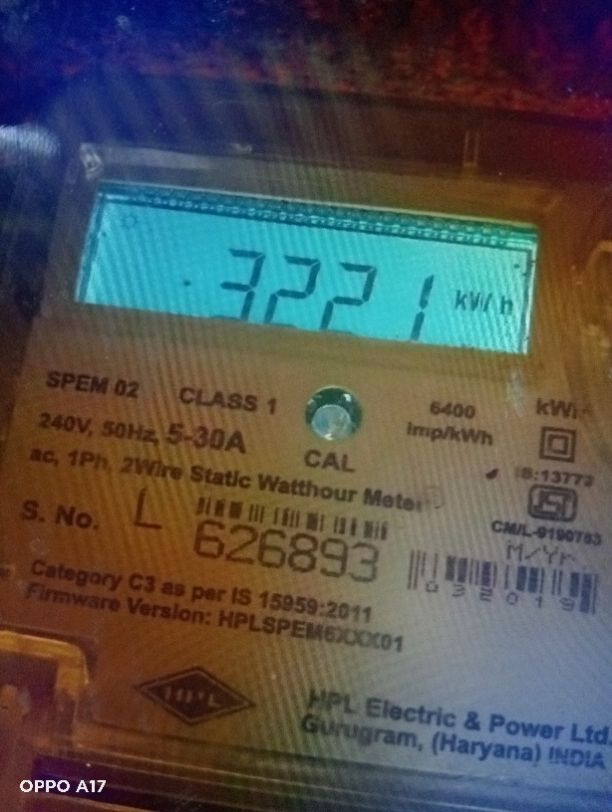 3221 kWh
SPEM 02 CLASS 1 6400 imp/kWh
240V, 50Hz, 5-30A
CAL
ac, 1Ph, 2Wire Static Watthour Meter
IS:13779
CM/L-9190783
S. No. L 626893
M/Yr.
032019
Category C3 as per IS 15959:2011
Firmware Version: HPLSPEM6XXX01
HPL
HPL Electric & Power Ltd.
Gurugram, (Haryana) INDIA
OPPO A17